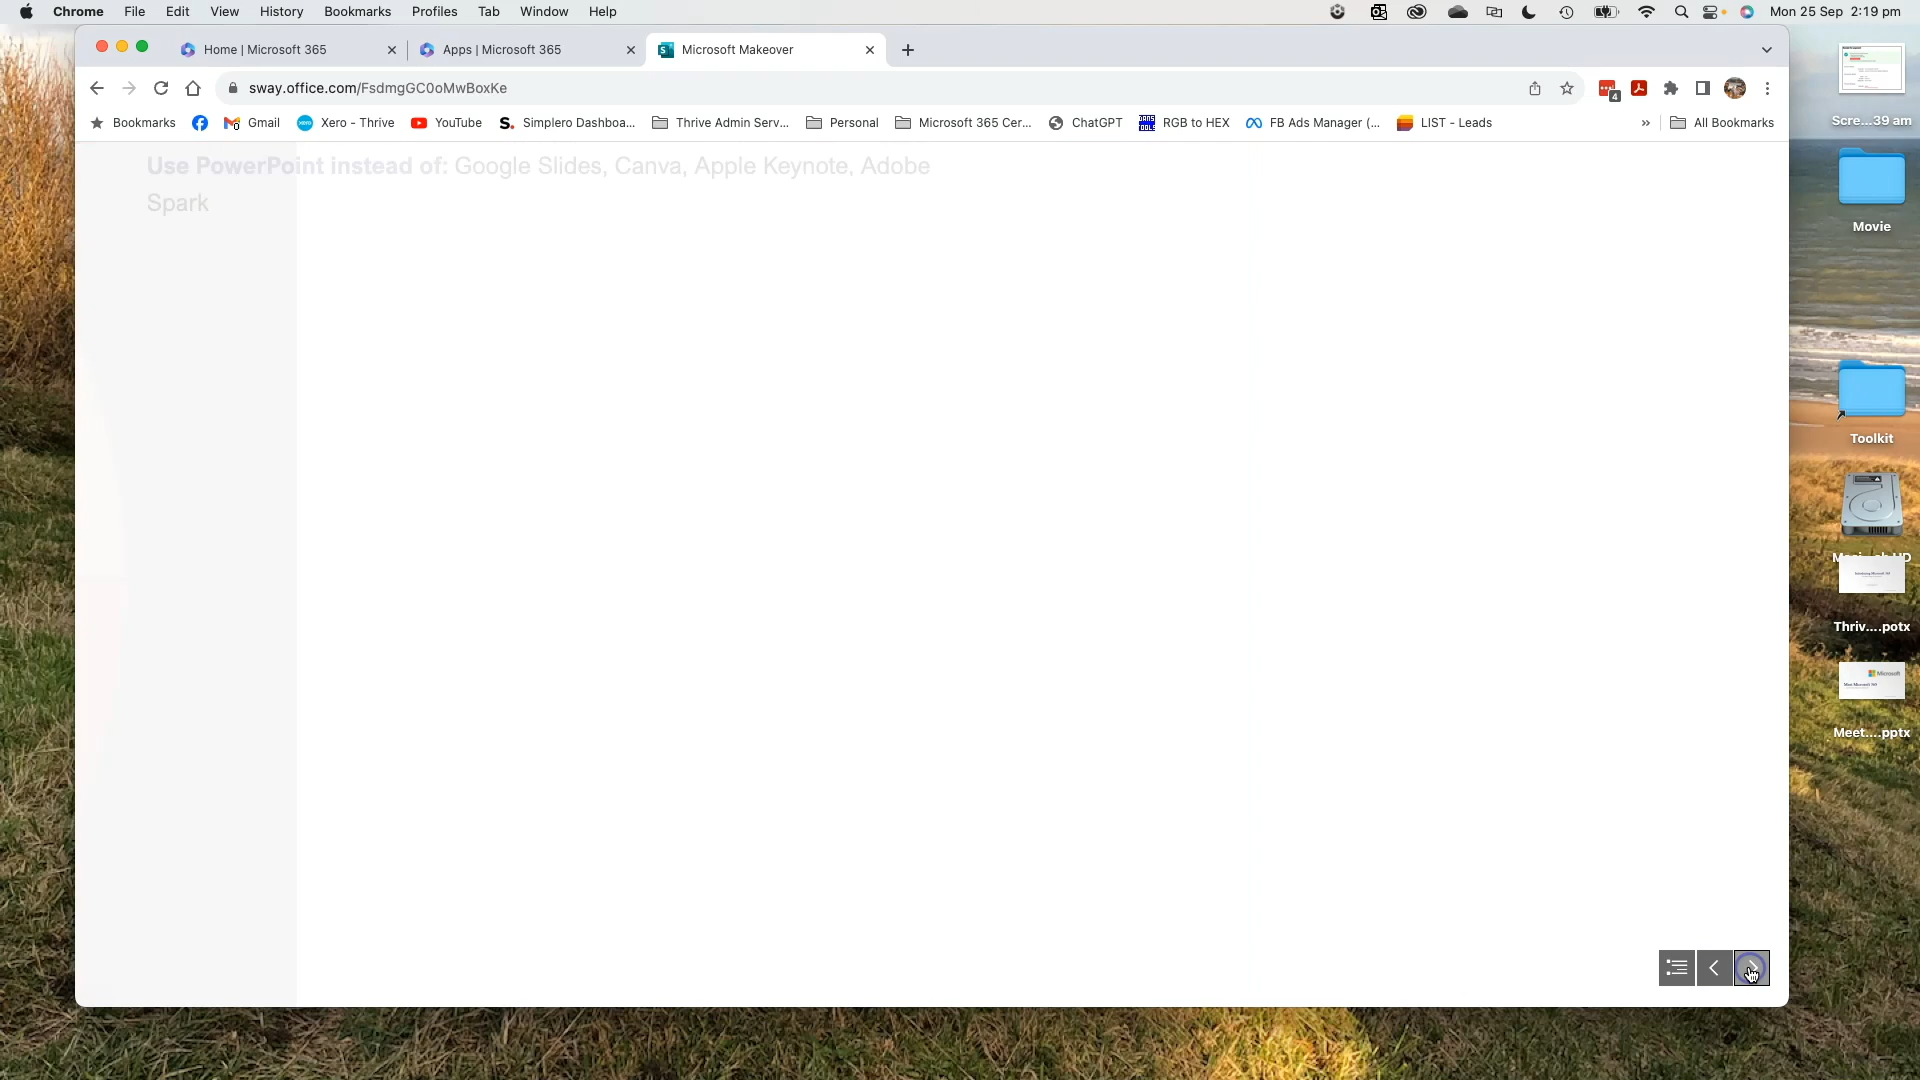 Chrome File Edit View History Bookmarks Profiles Tab Window Help
Mon 25 Sep 2:19 pm
Home | Microsoft 365
Apps | Microsoft 365
Microsoft Makeover
sway.office.com/FsdmgGC0oMwBoxKe
4
Bookmarks
Gmail
Xero - Thrive
YouTube
Simplero Dashboa...
Thrive Admin Serv...
Personal
Microsoft 365 Cer...
ChatGPT
RGB to HEX
FB Ads Manager (...
LIST - Leads
»
All Bookmarks
Use PowerPoint instead of: Google Slides, Canva, Apple Keynote, Adobe
Spark
Scre...39 am
Movie
Toolkit
Thriv....potx
Microsoft
Meet....pptx